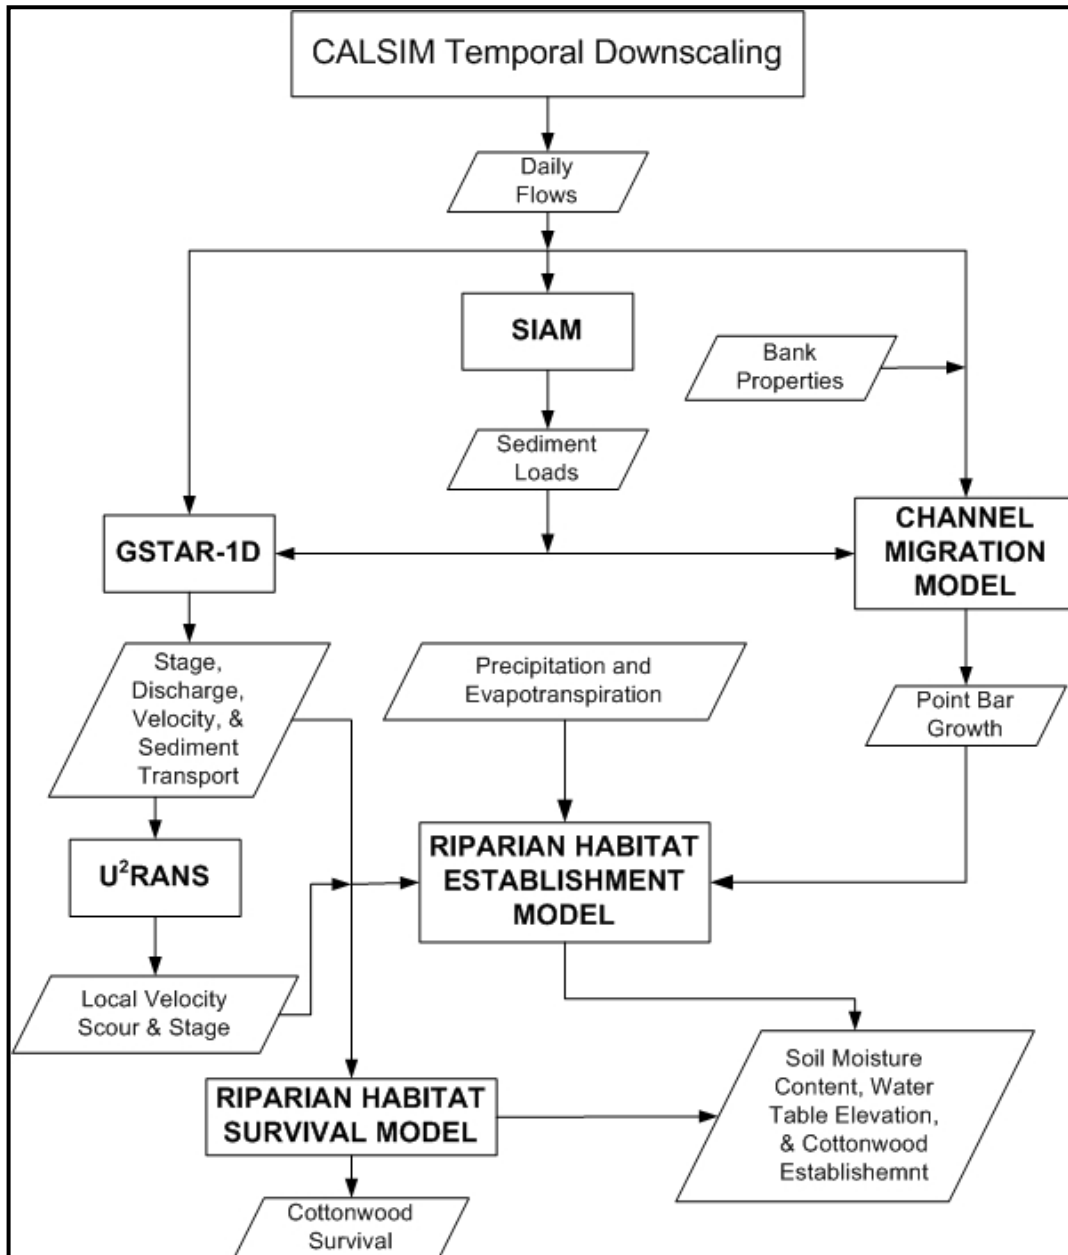 CALSIM Temporal Downscaling
Daily
Flows
SIAM
Bank
Properties
Sediment
Loads
GSTAR-1D
CHANNEL
MIGRATION
MODEL
Stage,
Discharge,
Velocity, &
Sediment
Transport
Precipitation and
Evapotranspiration
Point Bar
Growth
U²RANS
RIPARIAN HABITAT
ESTABLISHMENT
MODEL
Local Velocity
Scour & Stage
RIPARIAN HABITAT
SURVIVAL MODEL
Soil Moisture
Content, Water
Table Elevation,
& Cottonwood
Establishemnt
Cottonwood
Survival